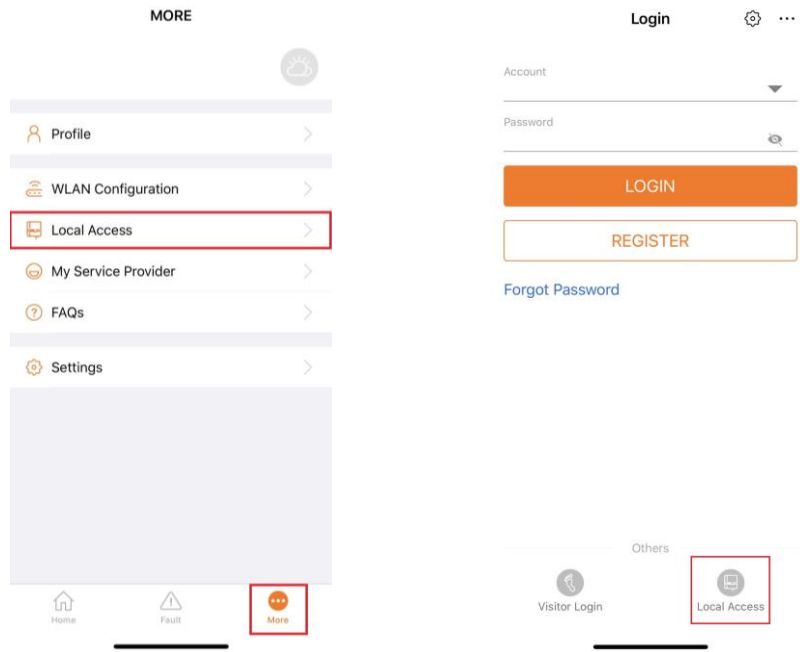 MORE
Profile
WLAN Configuration
Local Access
My Service Provider
FAQs
Settings
Home
Fault
More
Login
Account
Password
LOGIN
REGISTER
Forgot Password
Others
Visitor Login
Local Access